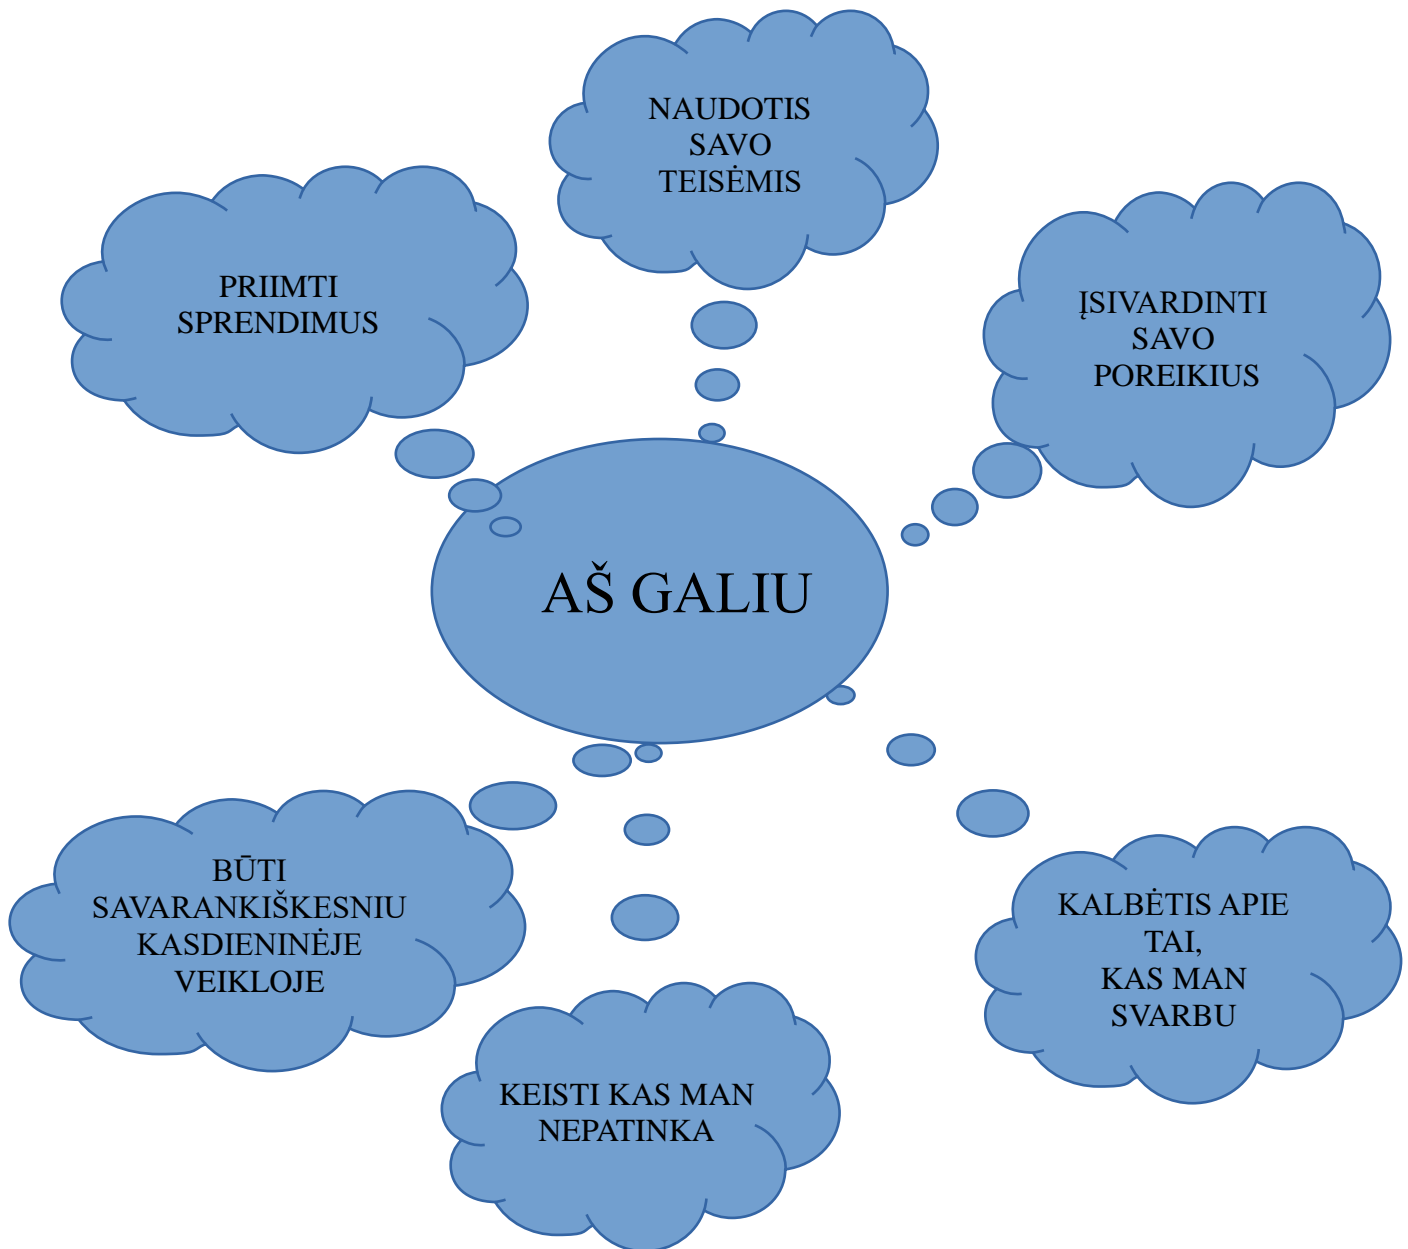 NAUDOTIS
SAVO
TEISĖMIS
PRIIMTI
SPRENDIMUS
ĮSIVARDINTI
SAVO
POREIKIUS
AŠ GALIU
BŪTI
SAVARANKIŠKESNIU
KASDIENINĖJE
VEIKLOJE
KALBĖTIS APIE
TAI,
KAS MAN
SVARBU
KEISTI KAS MAN
NEPATINKA